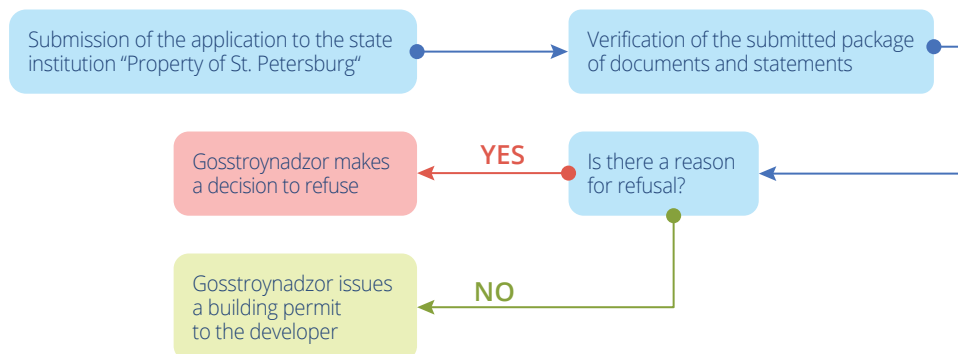 Submission of the application to the state
institution “Property of St. Petersburg“
Verification of the submitted package
of documents and statements
Gosstroynadzor makes
a decision to refuse
YES
Is there a reason
for refusal?
Gosstroynadzor issues
a building permit
to the developer
NO